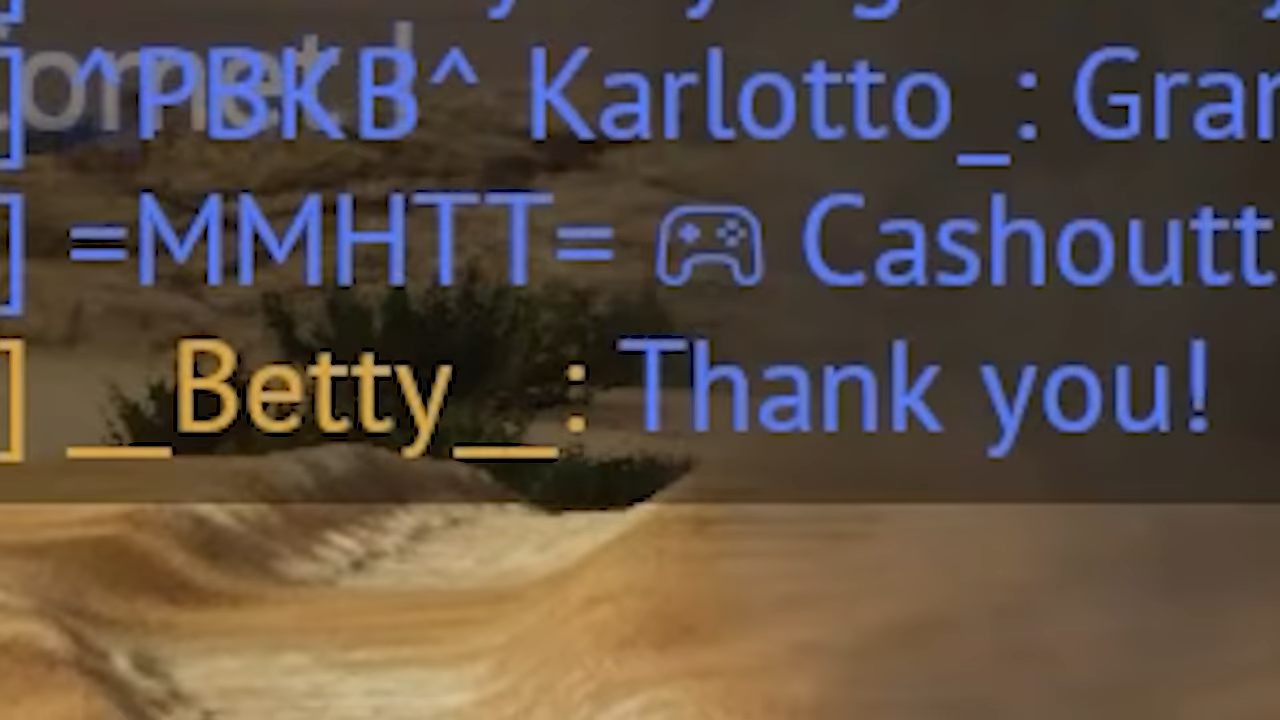 ] ^PBKB^ Karlotto_: Gran
] =MMHTT= 🎮 Cashoutt
] __Betty__: Thank you!